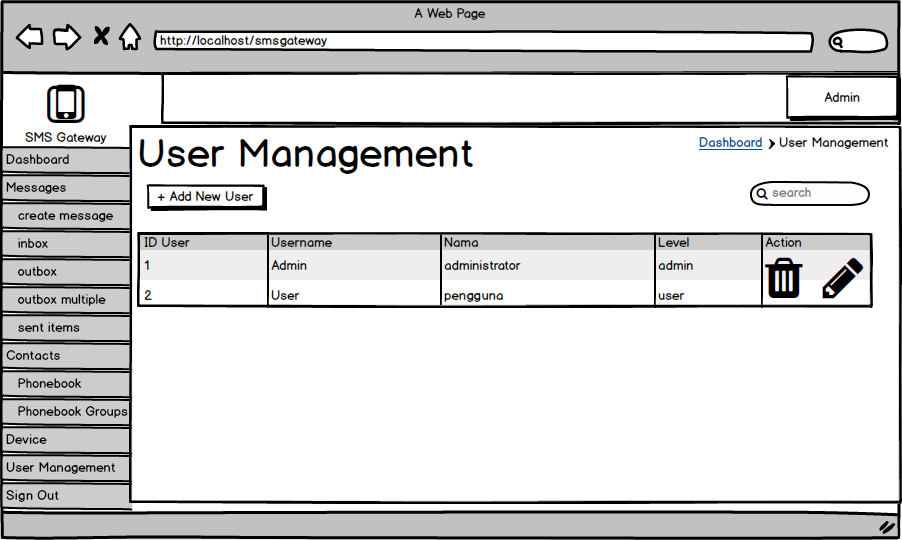 A Web Page
http://localhost/smsgateway
Admin
SMS Gateway
Dashboard
Messages
create message
inbox
outbox
outbox multiple
sent items
Contacts
Phonebook
Phonebook Groups
Device
User Management
Sign Out
User Management
Dashboard User Management
+ Add New User
search
ID User Username Nama Level Action
1 Admin administrator admin
2 User pengguna user